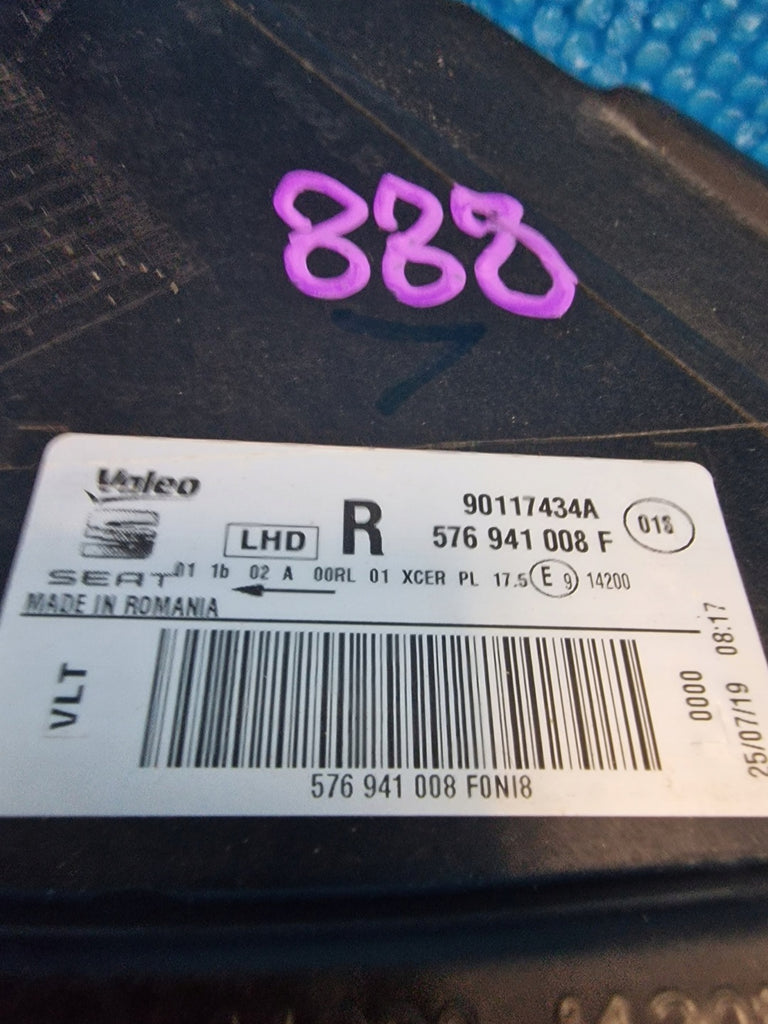 888
Valeo
R
90117434A
LHD
576 941 008 F
018
SEAT
01 1b 02 A 00RL 01 XCER PL 17.5 E 9 14200
MADE IN ROMANIA
VLT
0000
25/07/19 08:17
576 941 008 F0NI8